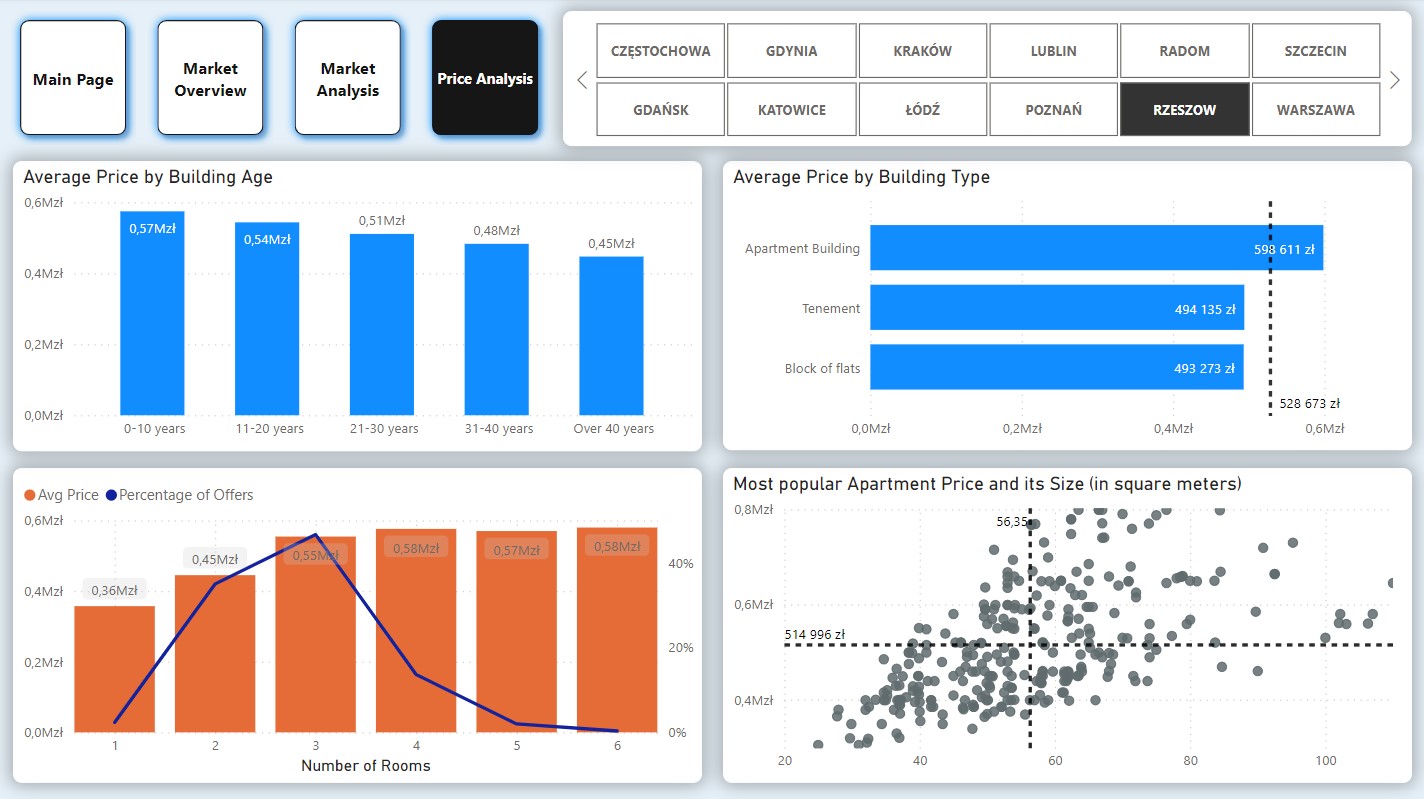 Main Page
Market
Overview
Market
Analysis
Price Analysis
CZĘSTOCHOWA
GDYNIA
KRAKÓW
LUBLIN
RADOM
SZCZECIN
GDAŃSK
KATOWICE
ŁÓDŹ
POZNAŃ
RZESZOW
WARSZAWA
Average Price by Building Age
0,6Mzł
0,4Mzł
0,2Mzł
0,0Mzł
0,57Mzł
0,54Mzł
0,51Mzł
0,48Mzł
0,45Mzł
0-10 years
11-20 years
21-30 years
31-40 years
Over 40 years
Average Price by Building Type
Apartment Building
598 611 zł
Tenement
494 135 zł
Block of flats
493 273 zł
528 673 zł
0,0Mzł
0,2Mzł
0,4Mzł
0,6Mzł
Avg Price
Percentage of Offers
0,6Mzł
0,4Mzł
0,2Mzł
0,0Mzł
0,36Mzł
0,45Mzł
0,55Mzł
0,58Mzł
0,57Mzł
0,58Mzł
40%
20%
0%
1
2
3
4
5
6
Number of Rooms
Most popular Apartment Price and its Size (in square meters)
0,8Mzł
0,6Mzł
0,4Mzł
56,35
514 996 zł
20
40
60
80
100